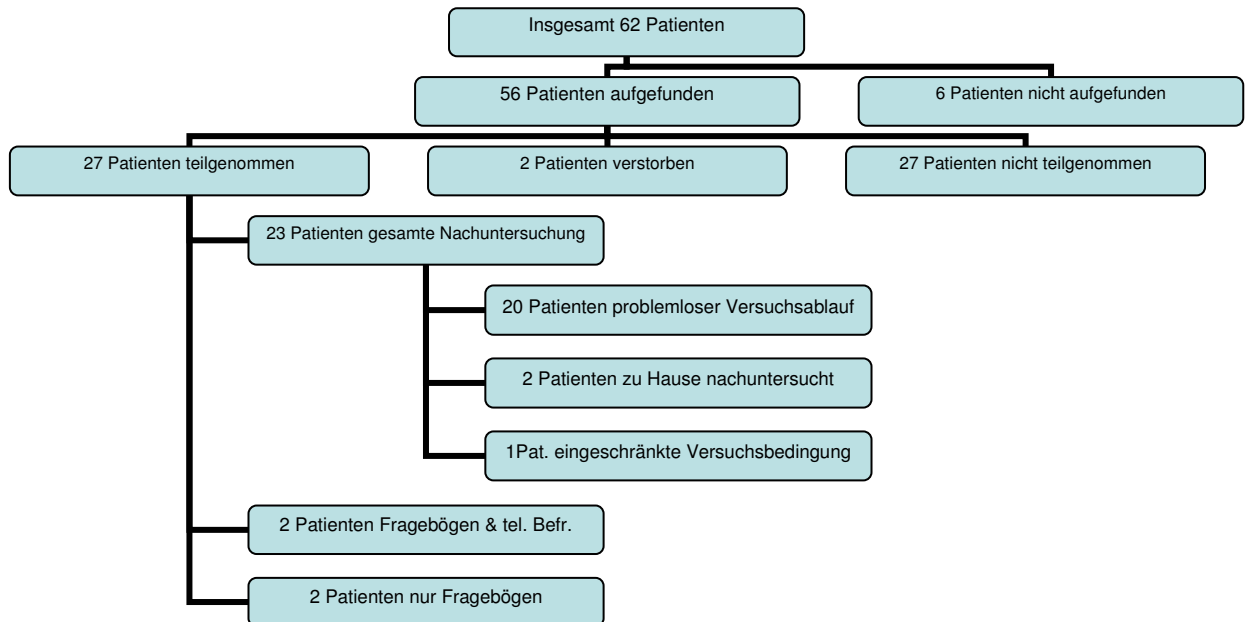 Insgesamt 62 Patienten
56 Patienten aufgefunden
6 Patienten nicht aufgefunden
27 Patienten teilgenommen
2 Patienten verstorben
27 Patienten nicht teilgenommen
23 Patienten gesamte Nachuntersuchung
20 Patienten problemloser Versuchsablauf
2 Patienten zu Hause nachuntersucht
1Pat. eingeschränkte Versuchsbedingung
2 Patienten Fragebögen & tel. Befr.
2 Patienten nur Fragebögen